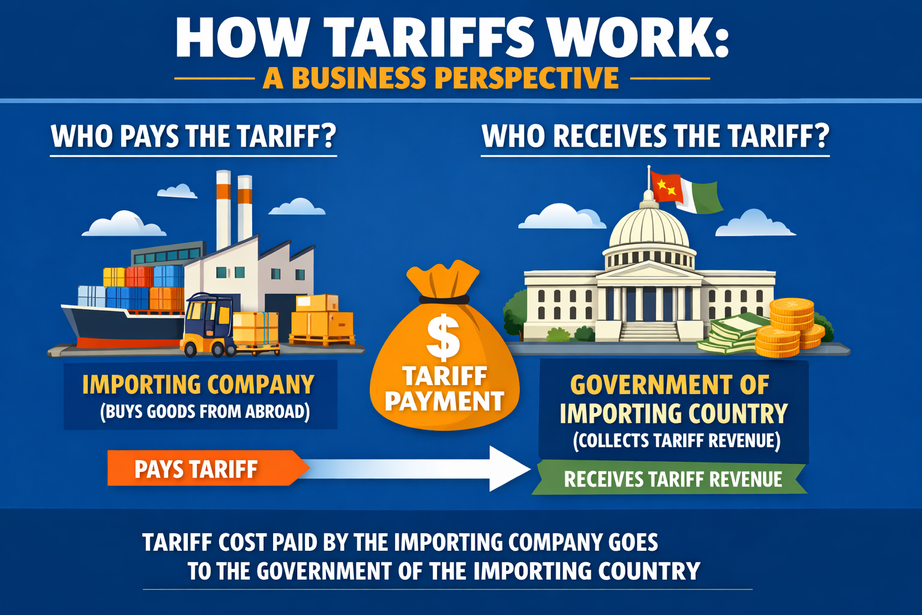 HOW TARIFFS WORK:
A BUSINESS PERSPECTIVE
WHO PAYS THE TARIFF?
IMPORTING COMPANY
(BUYS GOODS FROM ABROAD)
PAYS TARIFF
$
TARIFF
PAYMENT
WHO RECEIVES THE TARIFF?
GOVERNMENT OF
IMPORTING COUNTRY
(COLLECTS TARIFF REVENUE)
RECEIVES TARIFF REVENUE
TARIFF COST PAID BY THE IMPORTING COMPANY GOES
TO THE GOVERNMENT OF THE IMPORTING COUNTRY